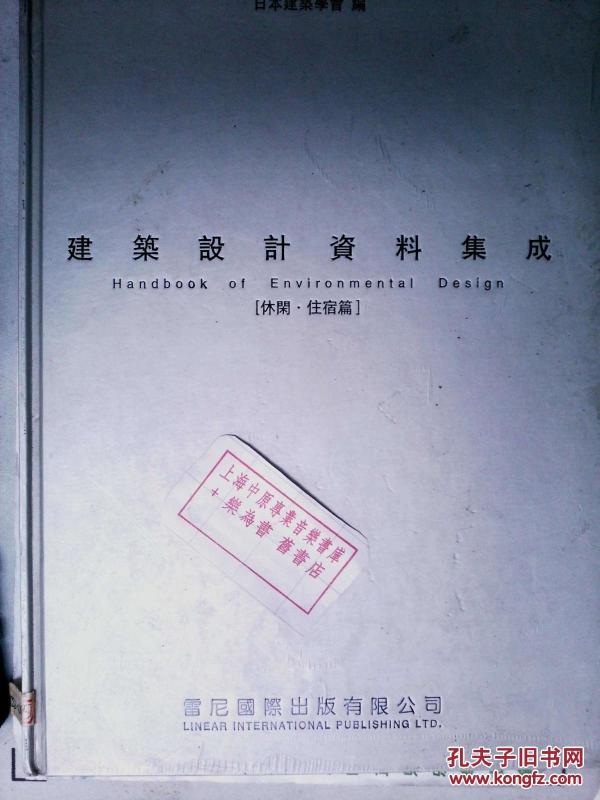 日本建築學會 編
建築設計資料集成
Handbook of Environmental Design
[休閑·住宿篇]
上海中原專業音樂書庫
+ 樂為書 舊書店
雷尼國際出版有限公司
LINEAR INTERNATIONAL PUBLISHING LTD.
孔夫子旧书网
www.kongfz.com